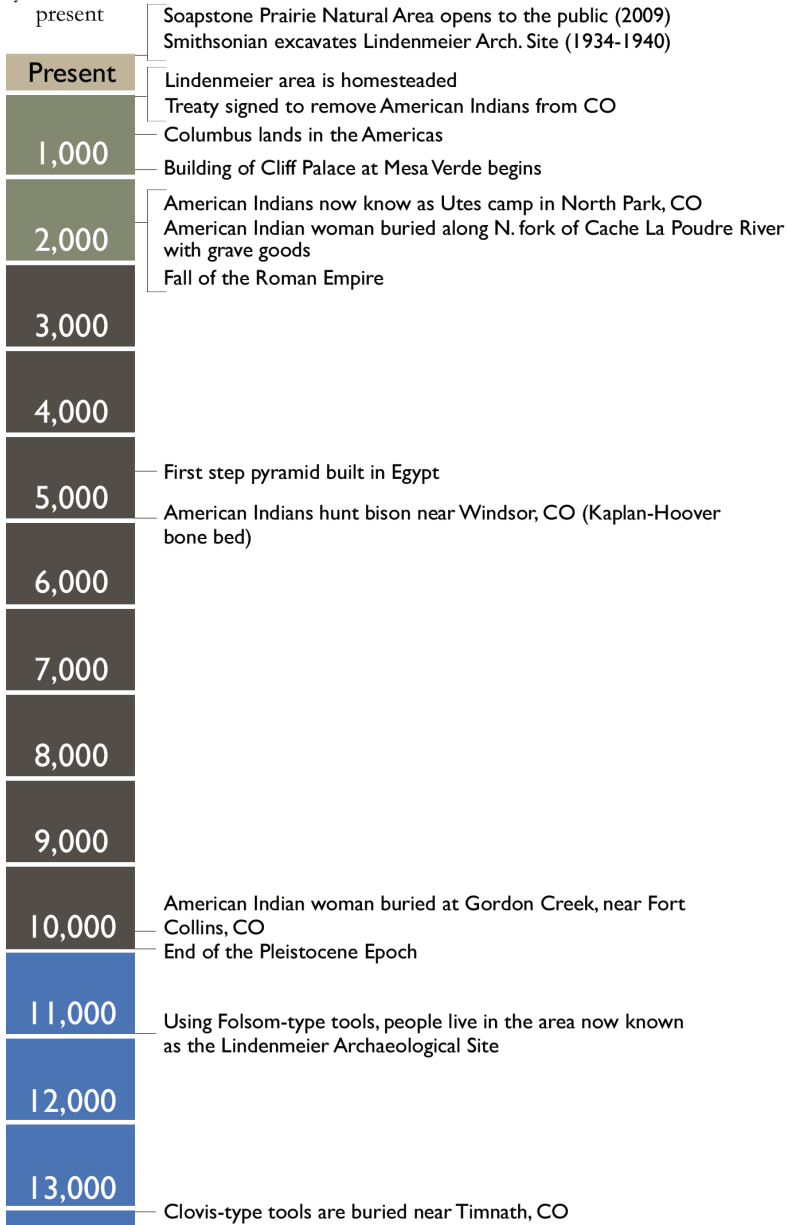 present
Soapstone Prairie Natural Area opens to the public (2009)
Smithsonian excavates Lindenmeier Arch. Site (1934-1940)
Present
Lindenmeier area is homesteaded
Treaty signed to remove American Indians from CO
Columbus lands in the Americas
1,000
Building of Cliff Palace at Mesa Verde begins
American Indians now know as Utes camp in North Park, CO
American Indian woman buried along N. fork of Cache La Poudre River
with grave goods
2,000
Fall of the Roman Empire
3,000
4,000
First step pyramid built in Egypt
5,000
American Indians hunt bison near Windsor, CO (Kaplan-Hoover
bone bed)
6,000
7,000
8,000
9,000
American Indian woman buried at Gordon Creek, near Fort
Collins, CO
10,000
End of the Pleistocene Epoch
11,000
Using Folsom-type tools, people live in the area now known
as the Lindenmeier Archaeological Site
12,000
13,000
Clovis-type tools are buried near Timnath, CO